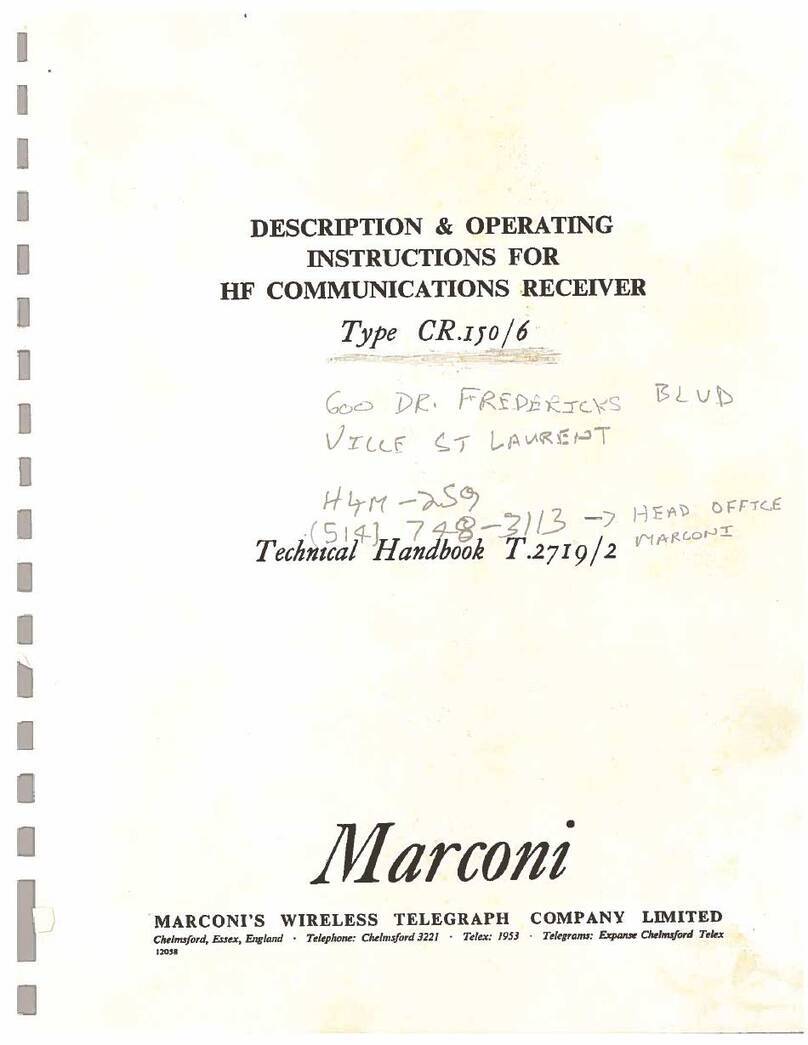 DESCRIPTION & OPERATING
INSTRUCTIONS FOR
HF COMMUNICATIONS RECEIVER
Type CR.150/6
600 DR. FREDERICKS BLVD
VILLE ST LAURENT
H4M-259
(514) 748-3113 -> HEAD OFFICE
MARCONI
Technical Handbook T.2719/2
Marconi
MARCONI'S WIRELESS TELEGRAPH COMPANY LIMITED
Chelmsford, Essex, England · Telephone: Chelmsford 3221 · Telex: 1953 · Telegrams: Expanse Chelmsford Telex
12058